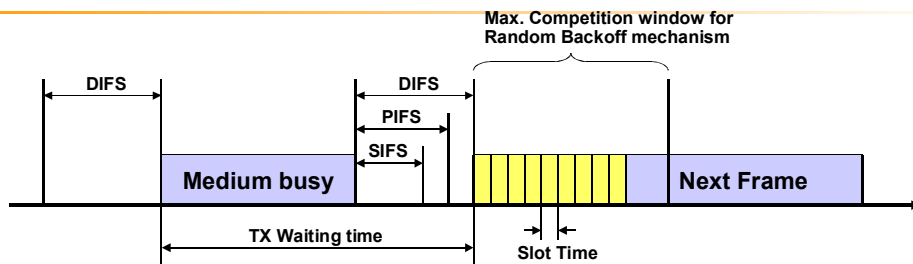 Max. Competition window for
Random Backoff mechanism
DIFS
DIFS
PIFS
SIFS
Medium busy
Next Frame
TX Waiting time
Slot Time